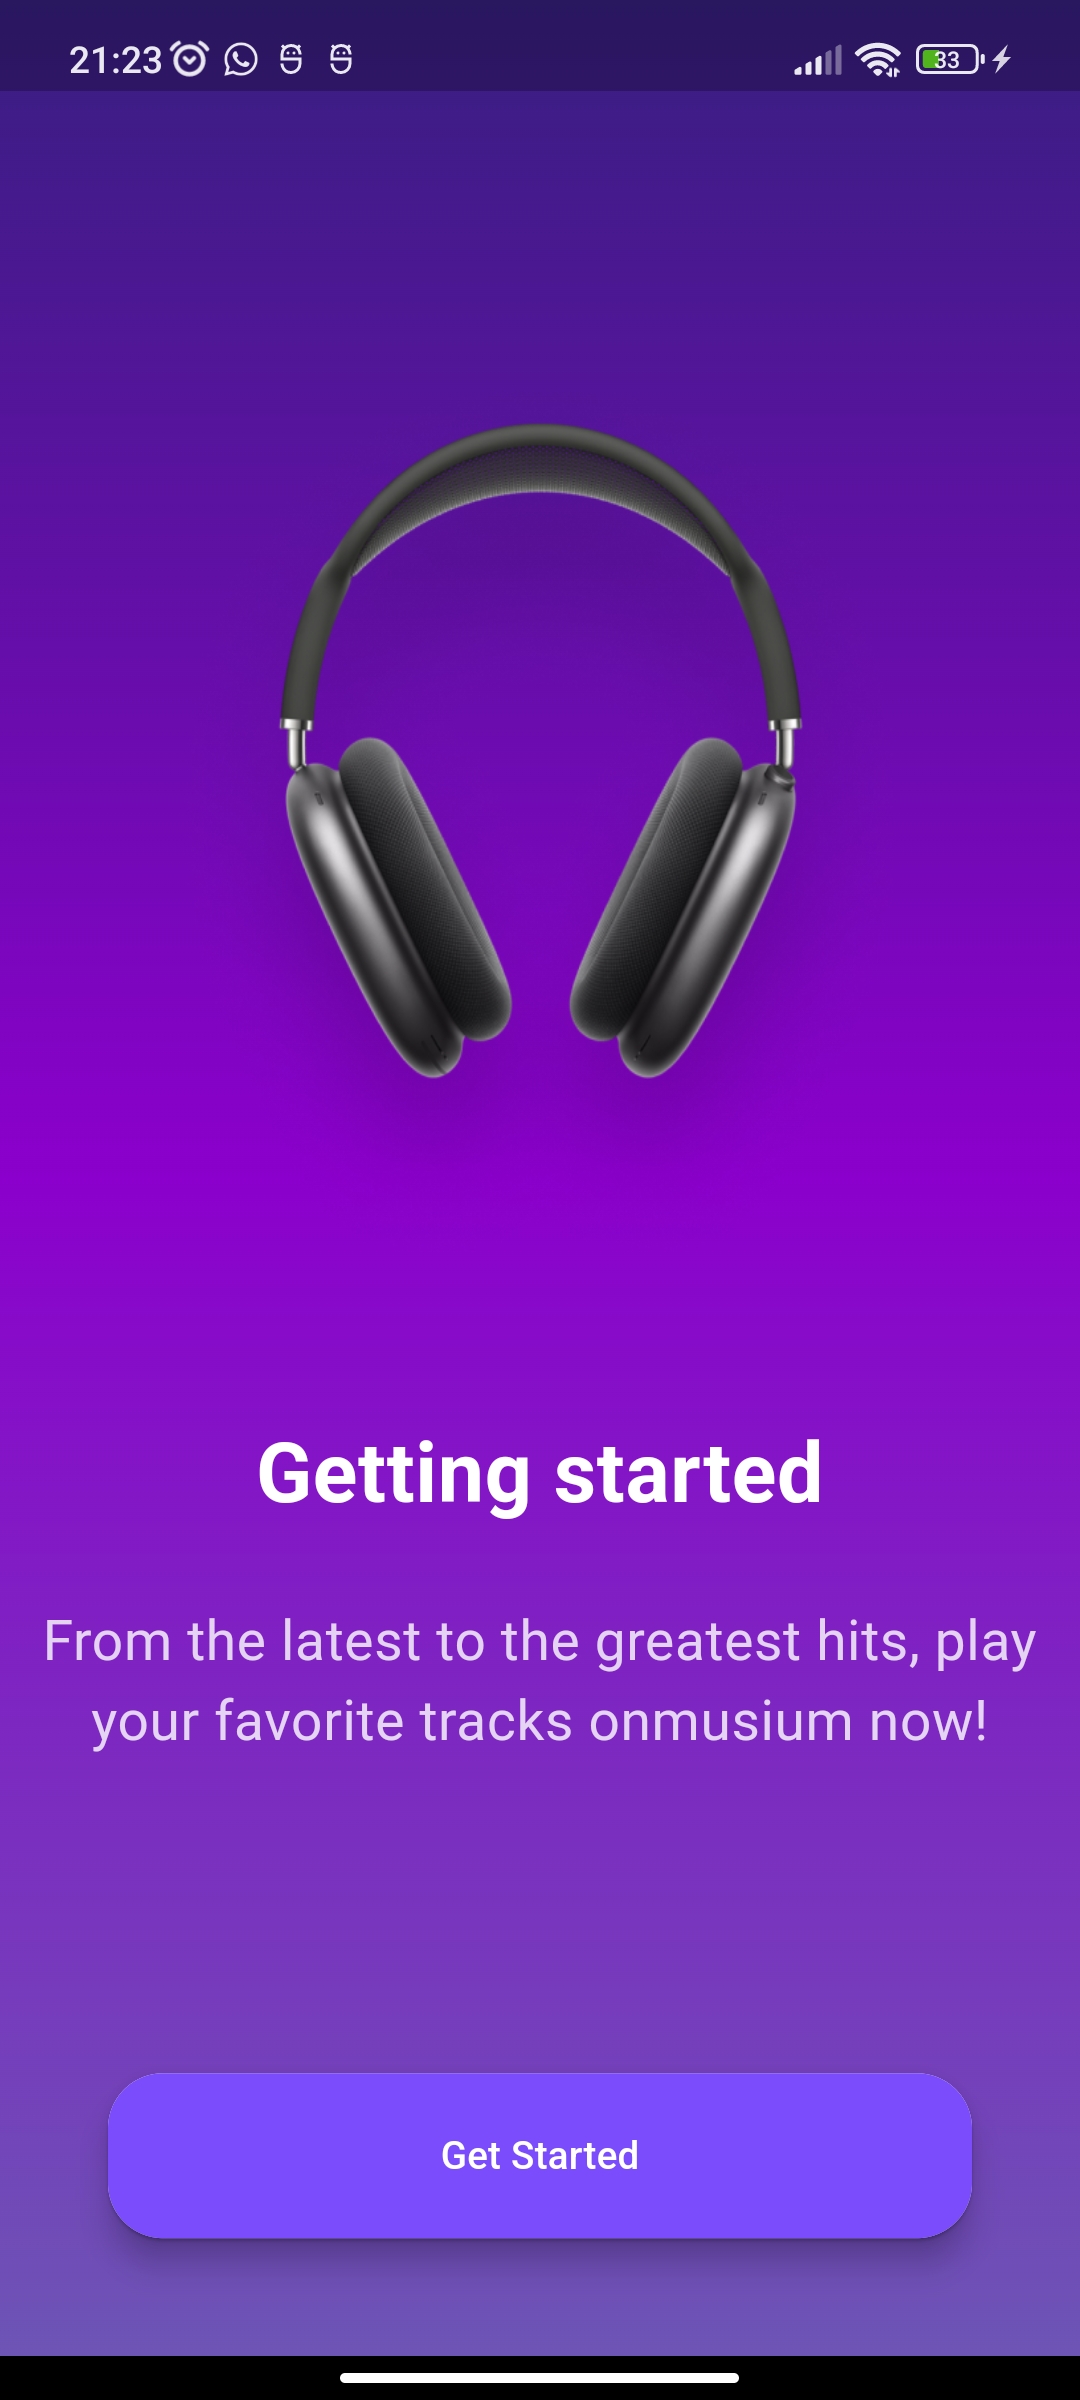 21:23
33
Getting started
From the latest to the greatest hits, play
your favorite tracks onmusium now!
Get Started